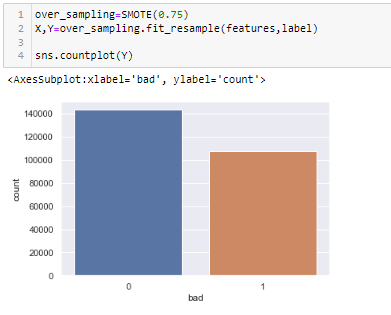 1 over_sampling=SMOTE(0.75)
2 X,Y=over_sampling.fit_resample(features,label)
3
4 sns.countplot(Y)
<AxesSubplot:xlabel='bad', ylabel='count'>
140000
120000
100000
80000
60000
40000
20000
0
count
0 1
bad